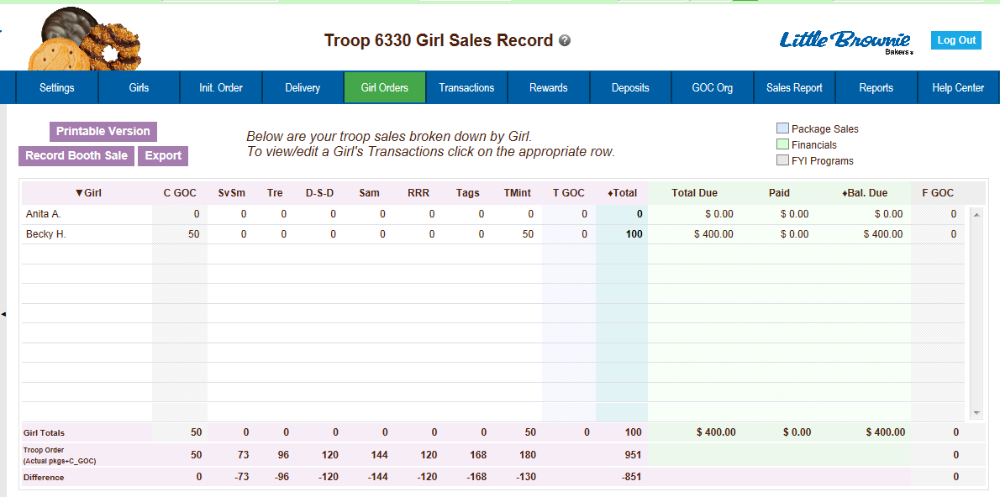 Troop 6330 Girl Sales Record ?
Little Brownie
Bakers
Log Out
Settings Girls Init. Order Delivery Girl Orders Transactions Rewards Deposits GOC Org Sales Report Reports Help Center
Printable Version
Record Booth Sale Export
Below are your troop sales broken down by Girl.
To view/edit a Girl's Transactions click on the appropriate row.
Package Sales
Financials
FYI Programs
▼Girl C GOC SvSm Tre D-S-D Sam RRR Tags TMint T GOC ♦Total Total Due Paid ♦Bal. Due F GOC
Anita A. 0 0 0 0 0 0 0 0 0 0 $ 0.00 $ 0.00 $ 0.00 0
Becky H. 50 0 0 0 0 0 0 50 0 100 $ 400.00 $ 0.00 $ 400.00 0
Girl Totals 50 0 0 0 0 0 0 50 0 100 $ 400.00 $ 0.00 $ 400.00 0
Troop Order
(Actual pkgs+C_GOC) 50 73 96 120 144 120 168 180 951 0
Difference 0 -73 -96 -120 -144 -120 -168 -130 -851 0